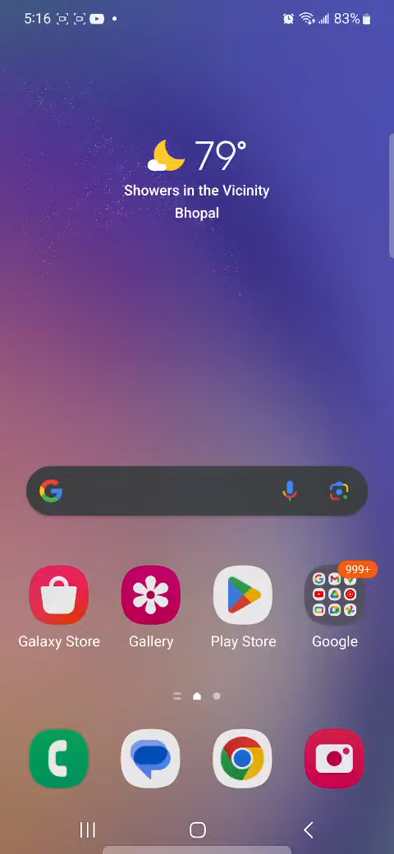 5:16 83%
79°
Showers in the Vicinity
Bhopal
999+
Galaxy Store Gallery Play Store Google